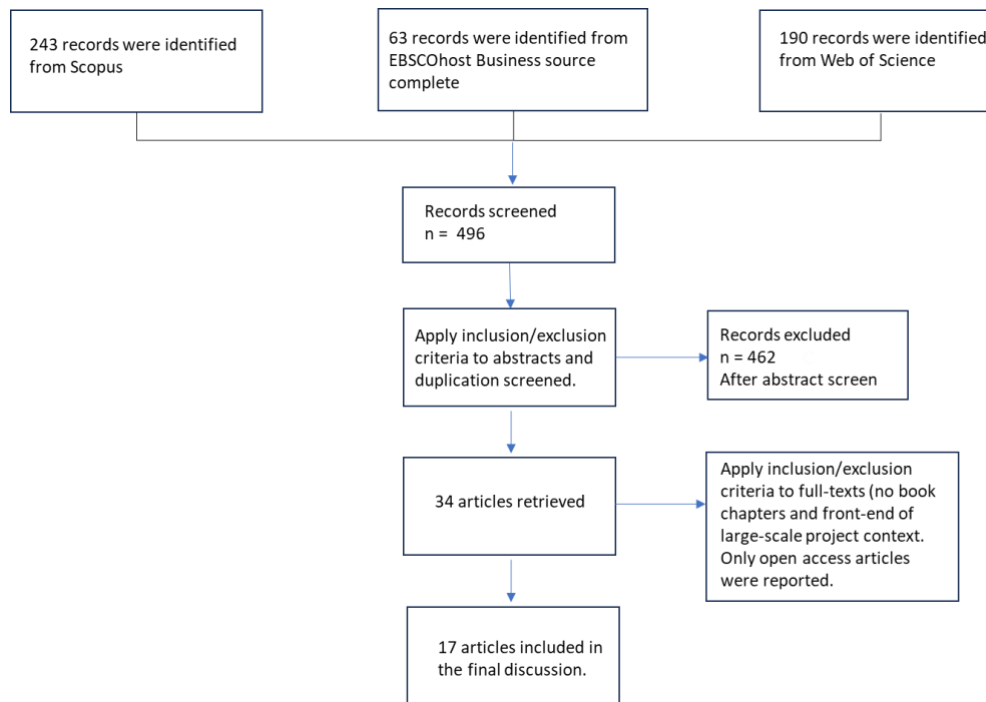 243 records were identified
from Scopus
63 records were identified from
EBSCOhost Business source
complete
190 records were identified
from Web of Science
Records screened
n = 496
Apply inclusion/exclusion
criteria to abstracts and
duplication screened.
Records excluded
n = 462
After abstract screen
34 articles retrieved
Apply inclusion/exclusion
criteria to full-texts (no book
chapters and front-end of
large-scale project context.
Only open access articles
were reported.
17 articles included in
the final discussion.